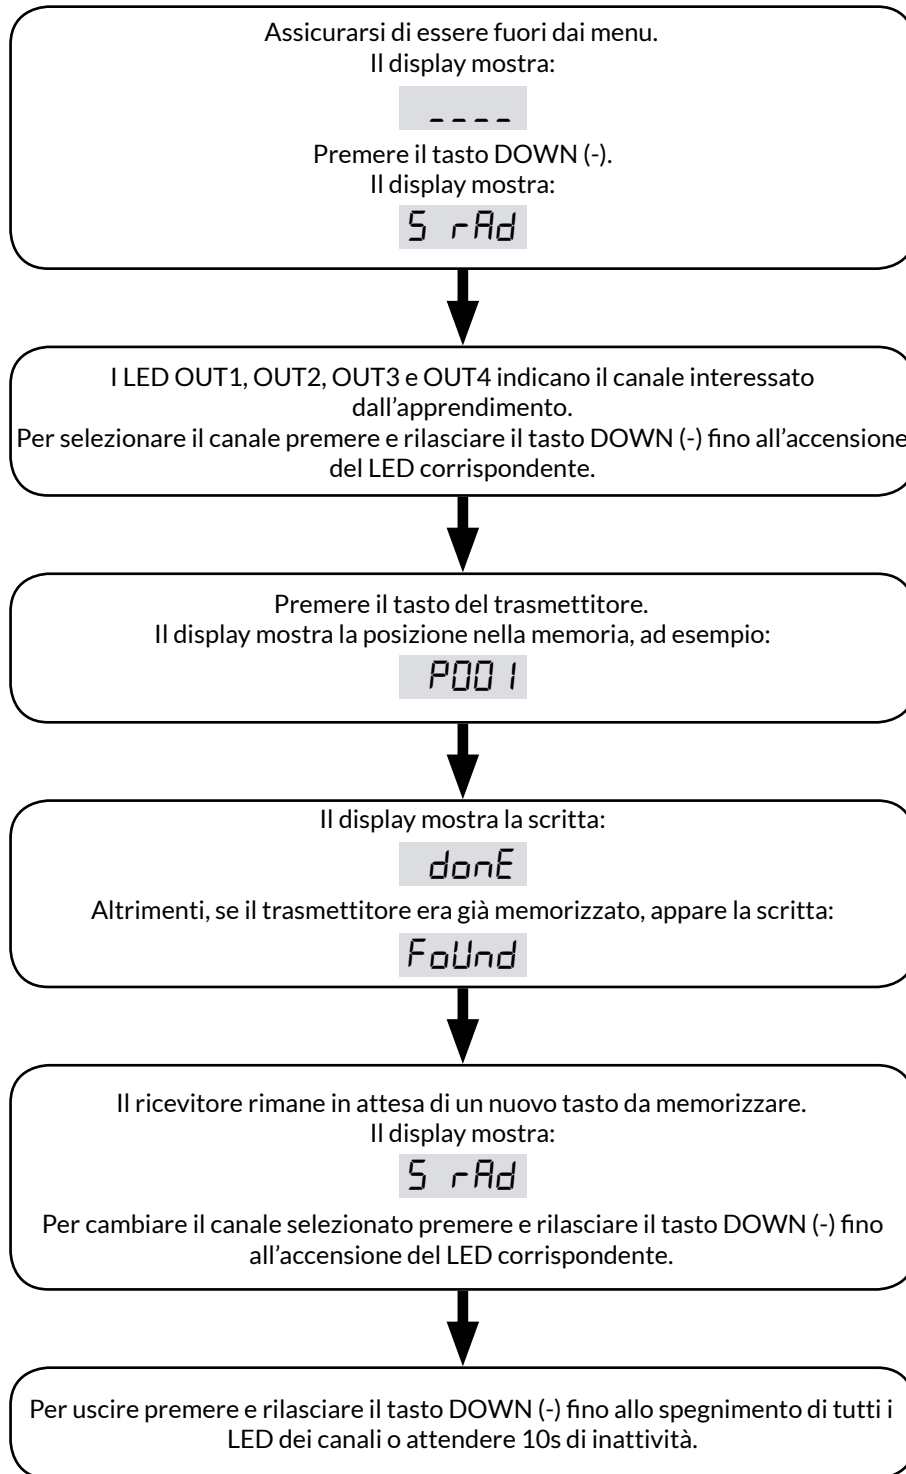 Assicurarsi di essere fuori dai menu.
Il display mostra:
_ _ _ _
Premere il tasto DOWN (-).
Il display mostra:
S rAd
I LED OUT1, OUT2, OUT3 e OUT4 indicano il canale interessato
dall'apprendimento.
Per selezionare il canale premere e rilasciare il tasto DOWN (-) fino all'accensione
del LED corrispondente.
Premere il tasto del trasmettitore.
Il display mostra la posizione nella memoria, ad esempio:
P001
Il display mostra la scritta:
donE
Altrimenti, se il trasmettitore era già memorizzato, appare la scritta:
FoUnd
Il ricevitore rimane in attesa di un nuovo tasto da memorizzare.
Il display mostra:
S rAd
Per cambiare il canale selezionato premere e rilasciare il tasto DOWN (-) fino
all'accensione del LED corrispondente.
Per uscire premere e rilasciare il tasto DOWN (-) fino allo spegnimento di tutti i
LED dei canali o attendere 10s di inattività.